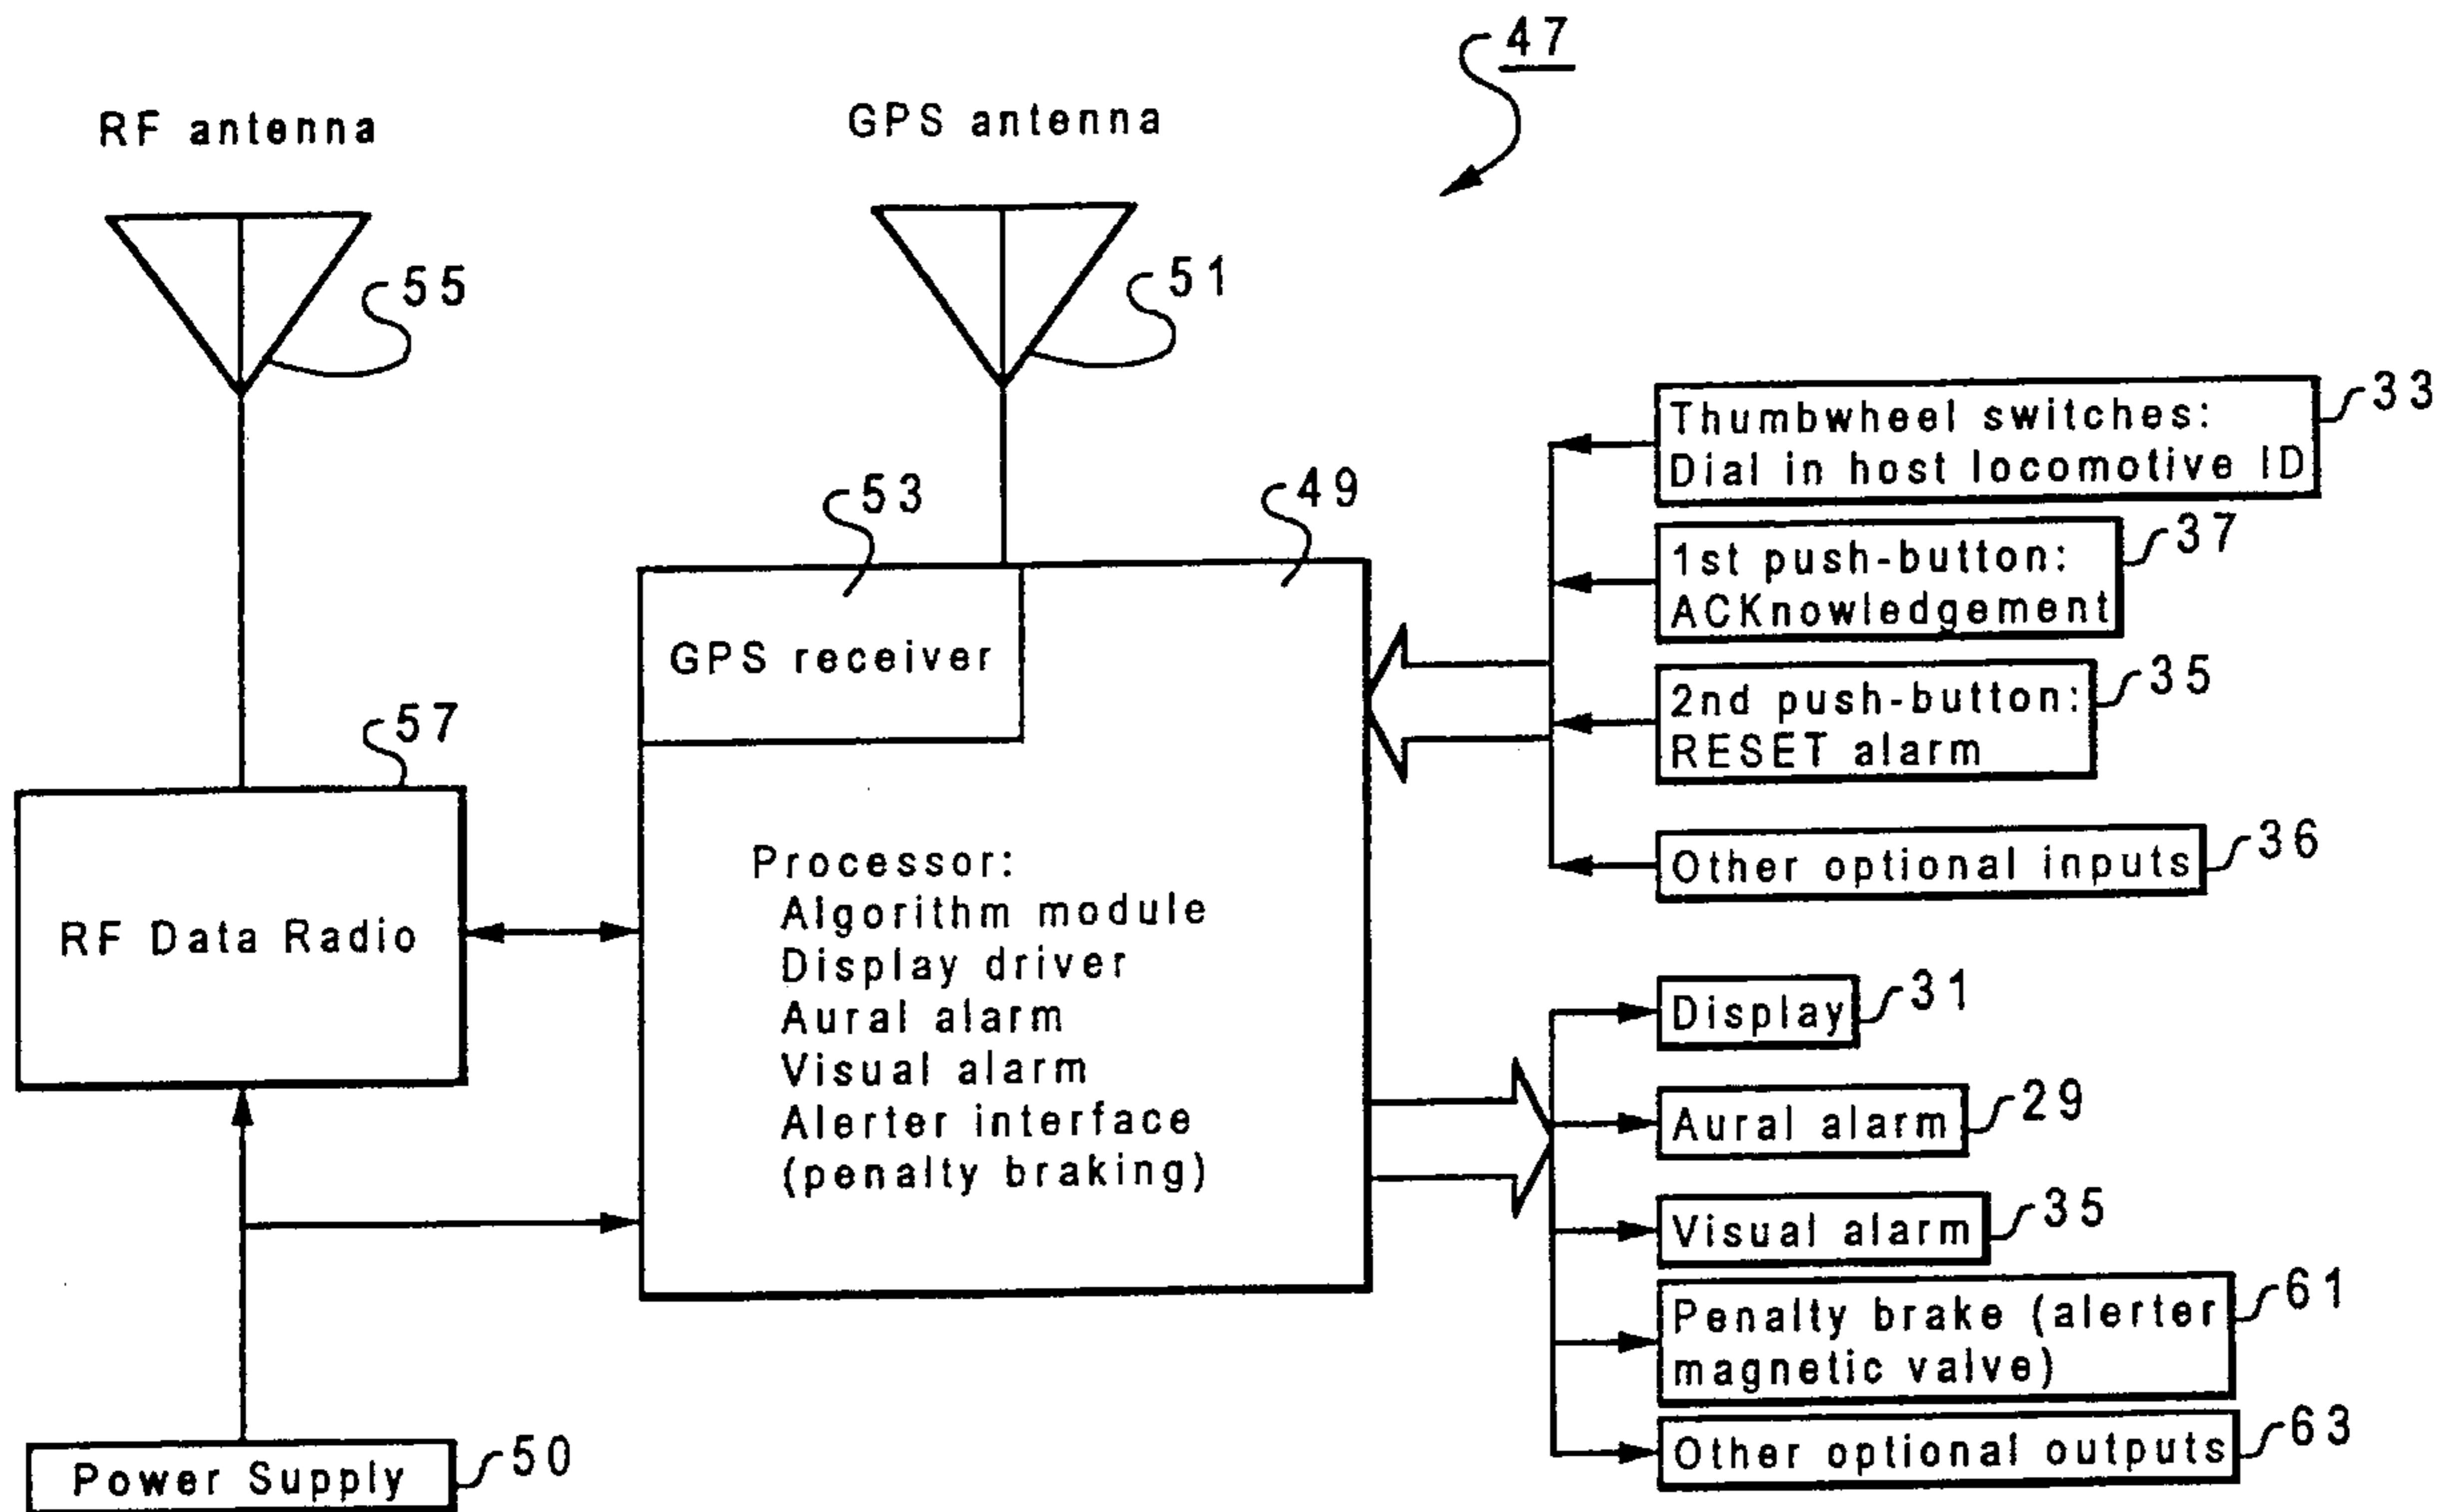 47
RF antenna
GPS antenna
55
51
33
Thumbwheel switches:
Dial in host locomotive ID
53
49
37
1st push-button:
ACKnowledgement
GPS receiver
35
2nd push-button:
RESET alarm
57
36
Other optional inputs
RF Data Radio
Processor:
Algorithm module
Display driver
Aural alarm
Visual alarm
Alerter interface
(penalty braking)
Display
31
Aural alarm
29
Visual alarm
35
Penalty brake (alerter
magnetic valve)
61
Other optional outputs
63
Power Supply
50